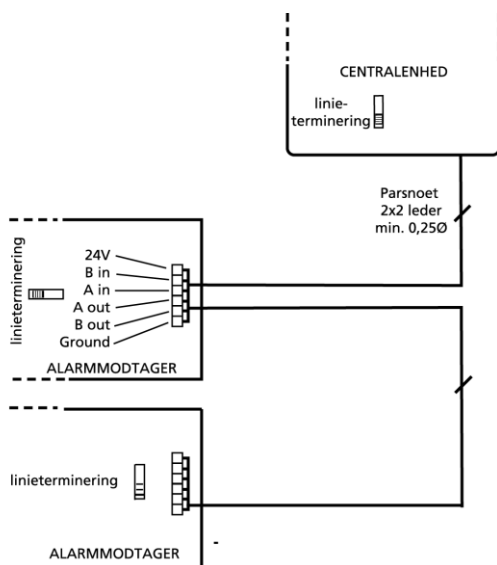 CENTRALENHED
linie-
terminering
Parsnoet
2x2 leder
min. 0,25Ø
linieterminering
24V
B in
A in
A out
B out
Ground
ALARMMODTAGER
linieterminering
ALARMMODTAGER